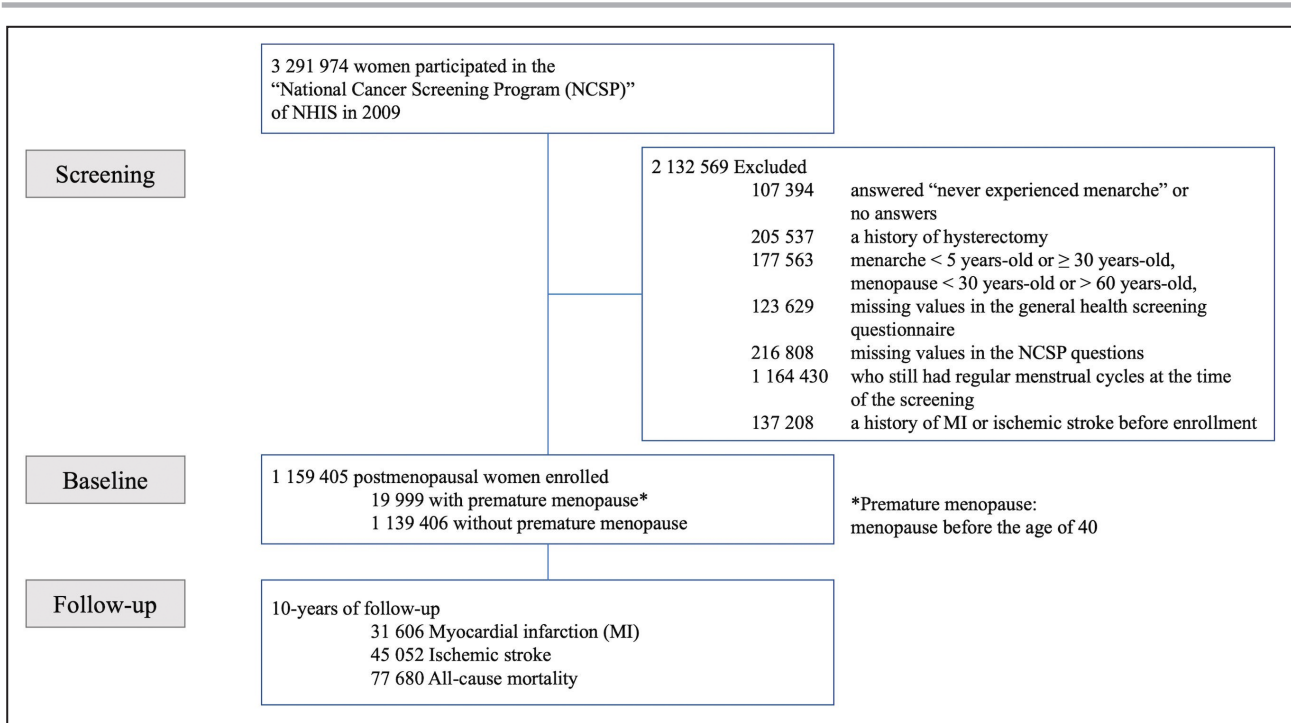 3 291 974 women participated in the
“National Cancer Screening Program (NCSP)”
of NHIS in 2009
Screening
2 132 569 Excluded
107 394 answered “never experienced menarche” or
no answers
205 537 a history of hysterectomy
177 563 menarche < 5 years-old or ≥ 30 years-old,
menopause < 30 years-old or > 60 years-old,
123 629 missing values in the general health screening
questionnaire
216 808 missing values in the NCSP questions
1 164 430 who still had regular menstrual cycles at the time
of the screening
137 208 a history of MI or ischemic stroke before enrollment
Baseline
1 159 405 postmenopausal women enrolled
19 999 with premature menopause*
1 139 406 without premature menopause
*Premature menopause:
menopause before the age of 40
Follow-up
10-years of follow-up
31 606 Myocardial infarction (MI)
45 052 Ischemic stroke
77 680 All-cause mortality